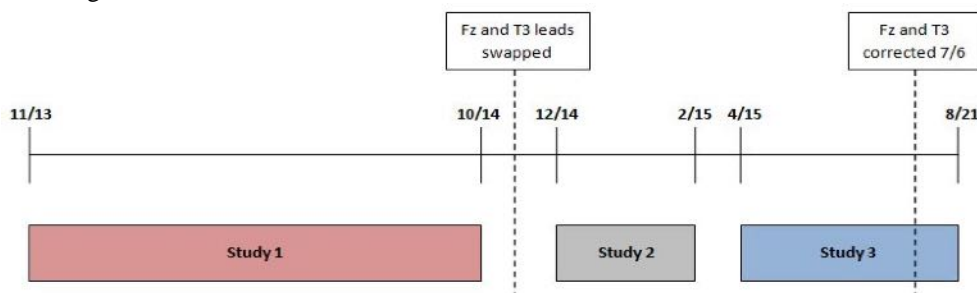 Fz and T3 leads
swapped
Fz and T3
corrected 7/6
11/13
10/14
12/14
2/15
4/15
8/21
Study 1
Study 2
Study 3